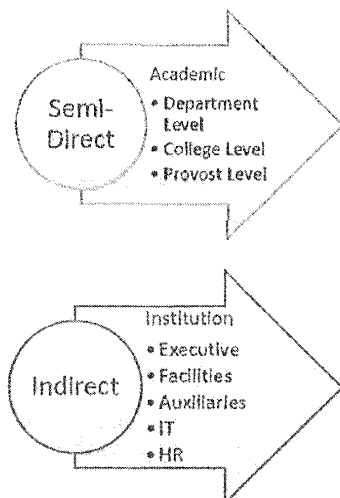 Semi-
Direct
Academic
• Department
Level
• College Level
• Provost Level
Indirect
Institution
• Executive
• Facilities
• Auxiliaries
• IT
• HR